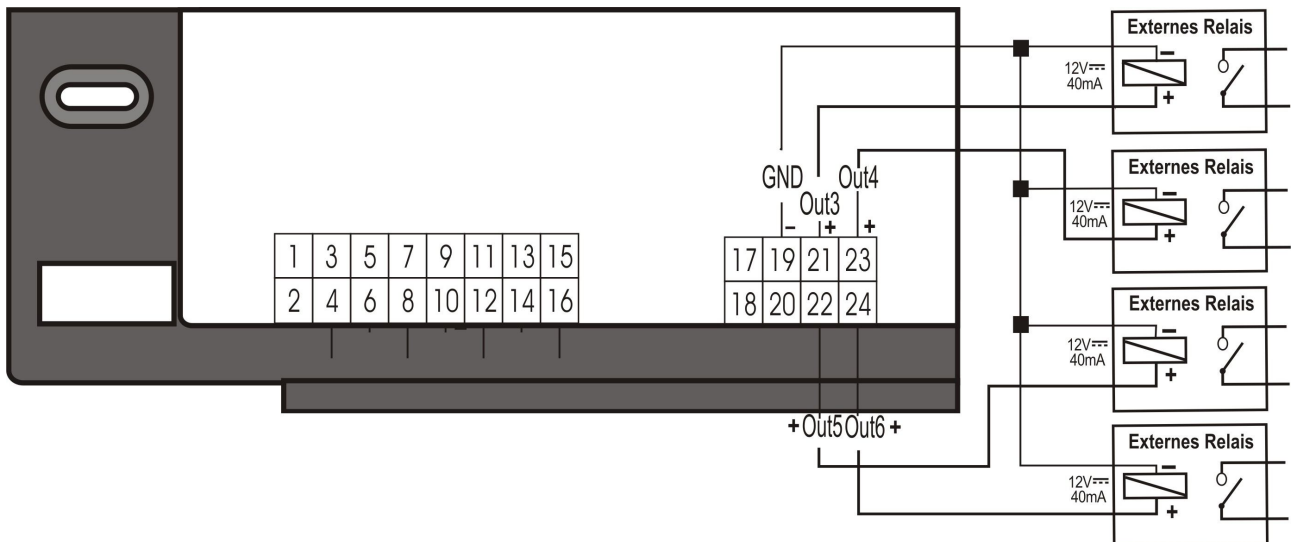 Externes Relais
12V
40mA
–
+
Externes Relais
12V
40mA
–
+
GND Out3 Out4
– + +
1 3 5 7 9 11 13 15
2 4 6 8 10 12 14 16
17 19 21 23
18 20 22 24
Externes Relais
12V
40mA
–
+
+ Out5 Out6 +
Externes Relais
12V
40mA
–
+